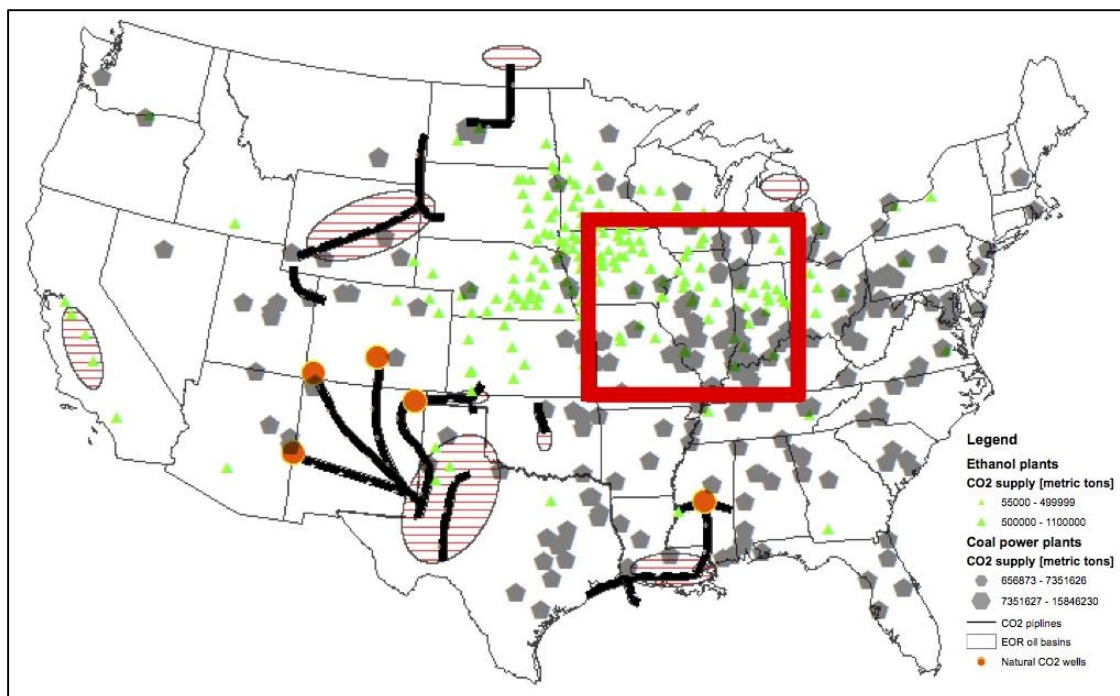 Legend
Ethanol plants
CO2 supply [metric tons]
55000 - 499999
500000 - 1100000
Coal power plants
CO2 supply [metric tons]
656873 - 7351626
7351627 - 15846230
CO2 piplines
EOR oil basins
Natural CO2 wells